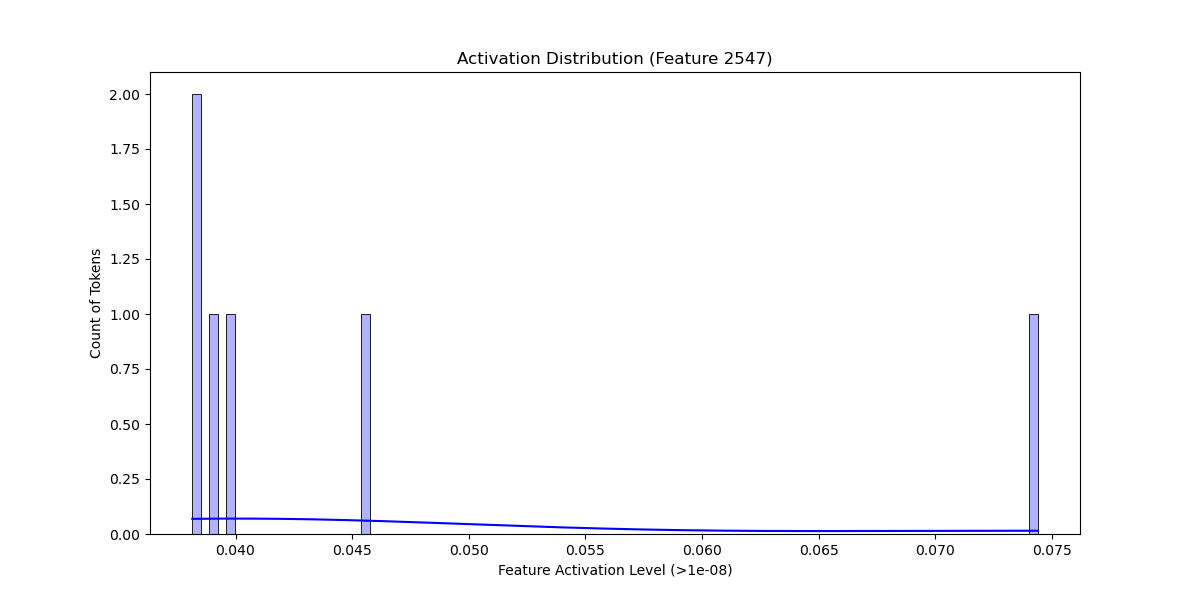 Activation Distribution (Feature 2547)
Count of Tokens
2.00
1.75
1.50
1.25
1.00
0.75
0.50
0.25
0.00
0.040 0.045 0.050 0.055 0.060 0.065 0.070 0.075
Feature Activation Level (>1e-08)